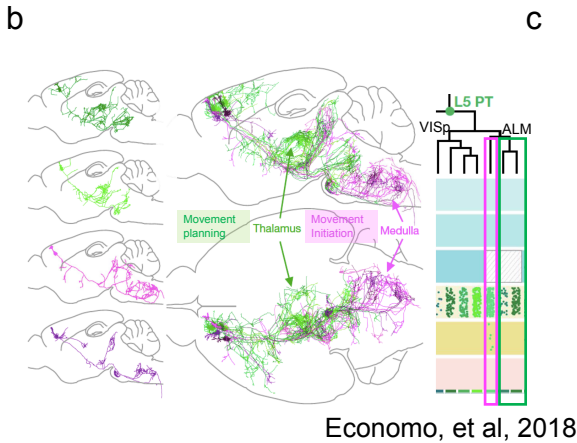 b
c
L5 PT
VISp
ALM
Movement
planning
Thalamus
Movement
Initiation
Medulla
Economo, et al, 2018